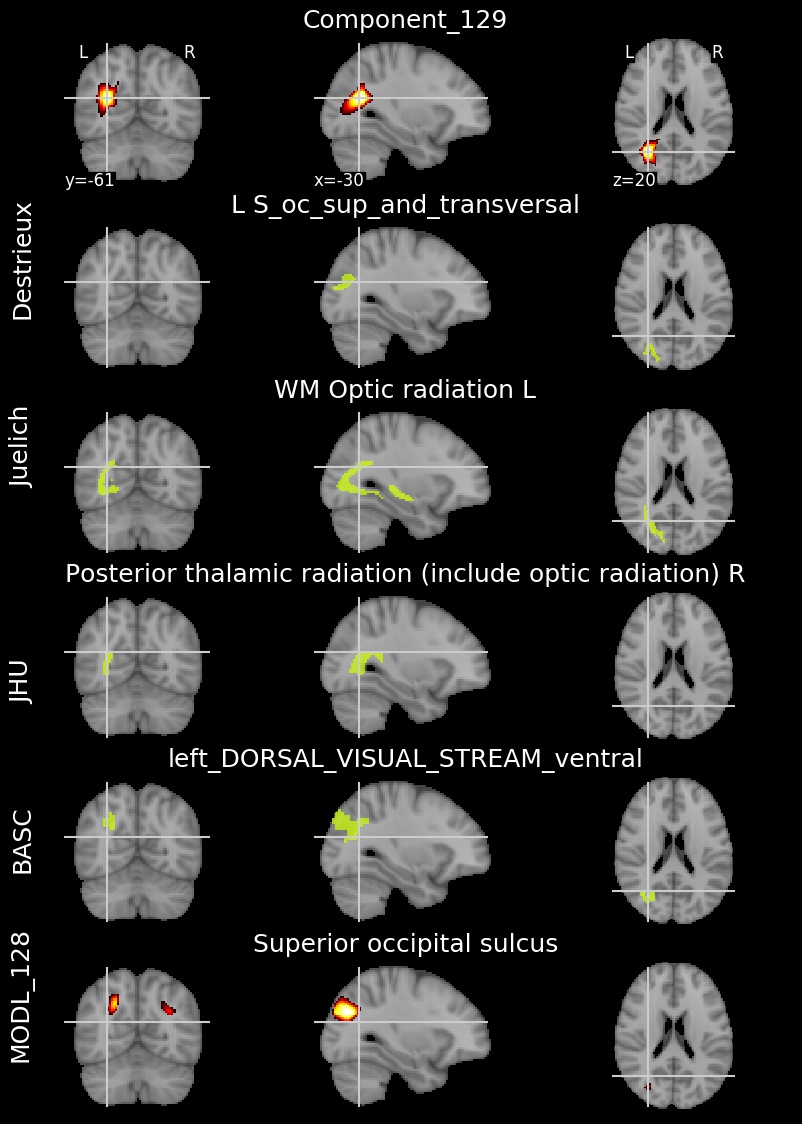 Component_129
L R L R
y=-61 x=-30 z=20
L S_oc_sup_and_transversal
Destrieux
WM Optic radiation L
Juelich
Posterior thalamic radiation (include optic radiation) R
JHU
left_DORSAL_VISUAL_STREAM_ventral
BASC
Superior occipital sulcus
MODL_128